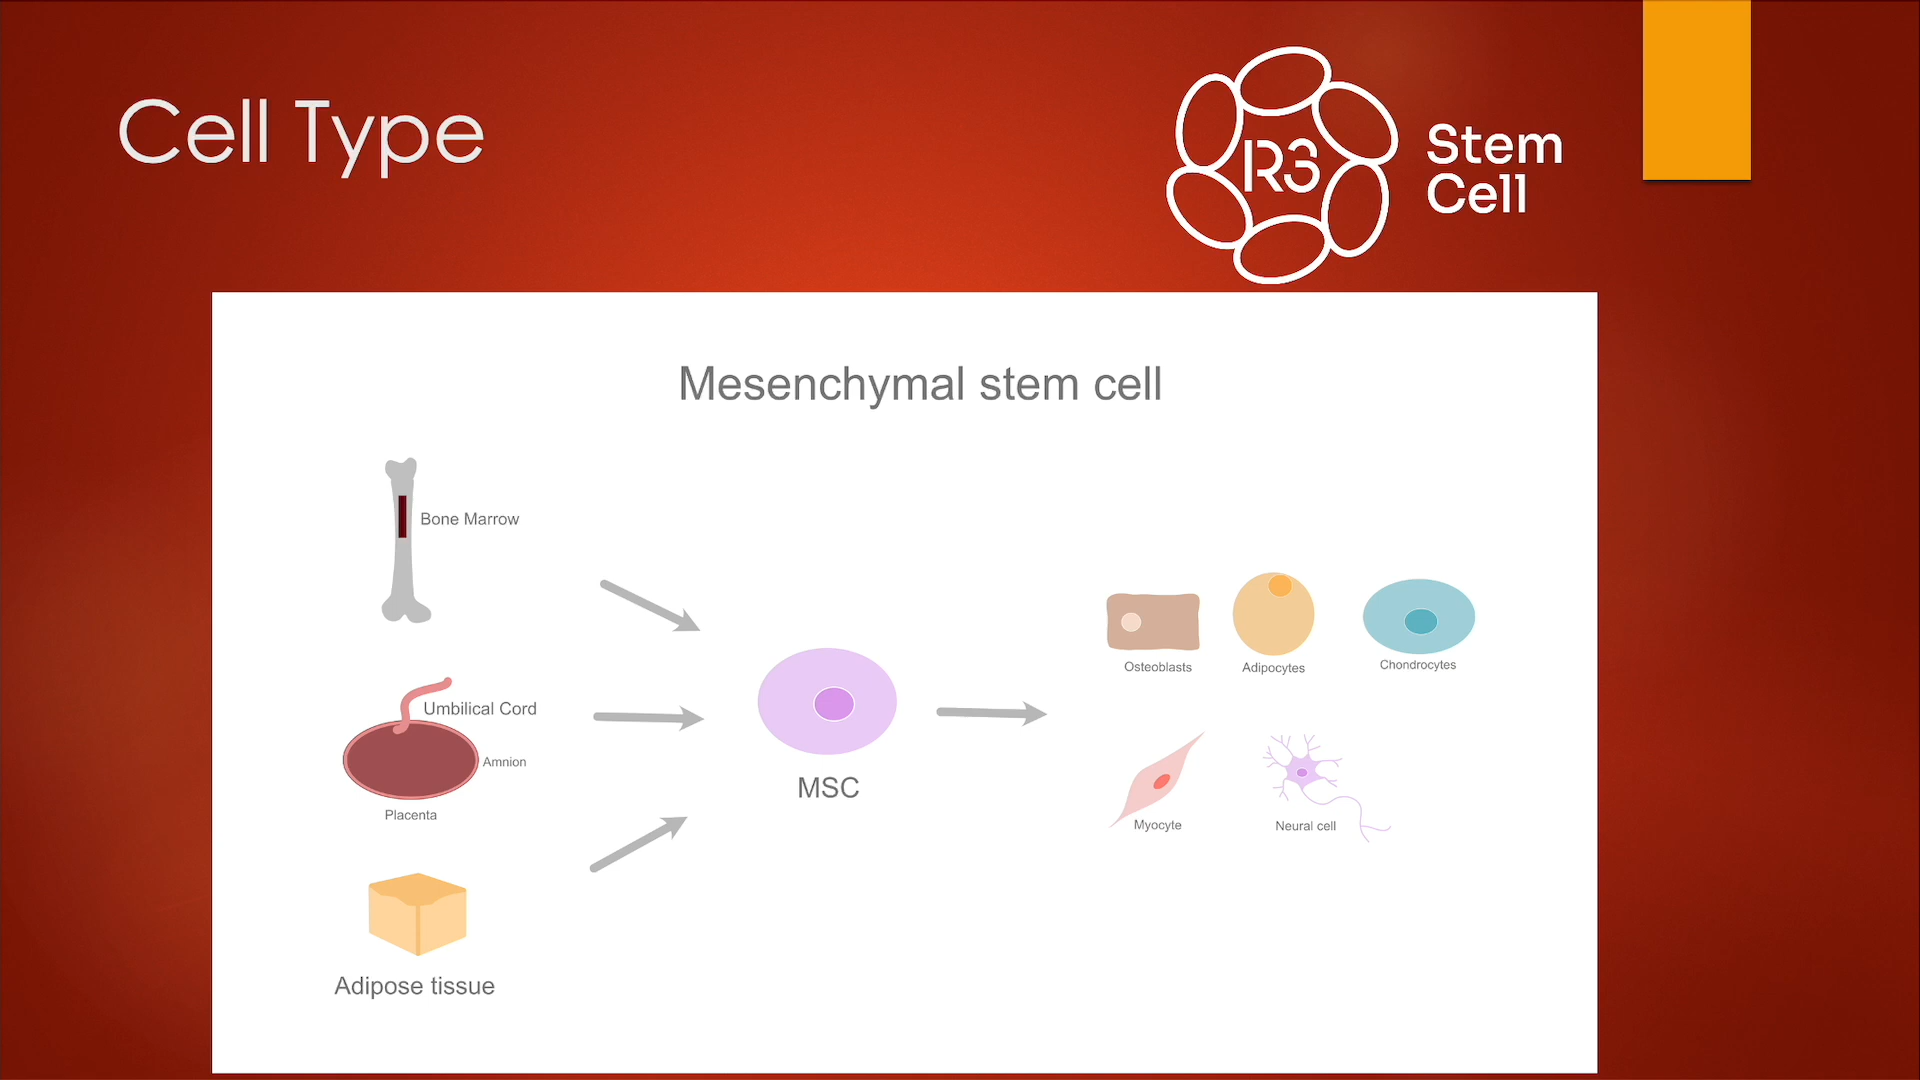 Cell Type
R3
Stem
Cell
Mesenchymal stem cell
Bone Marrow
Umbilical Cord
Amnion
Placenta
Adipose tissue
MSC
Osteoblasts
Adipocytes
Chondrocytes
Myocyte
Neural cell